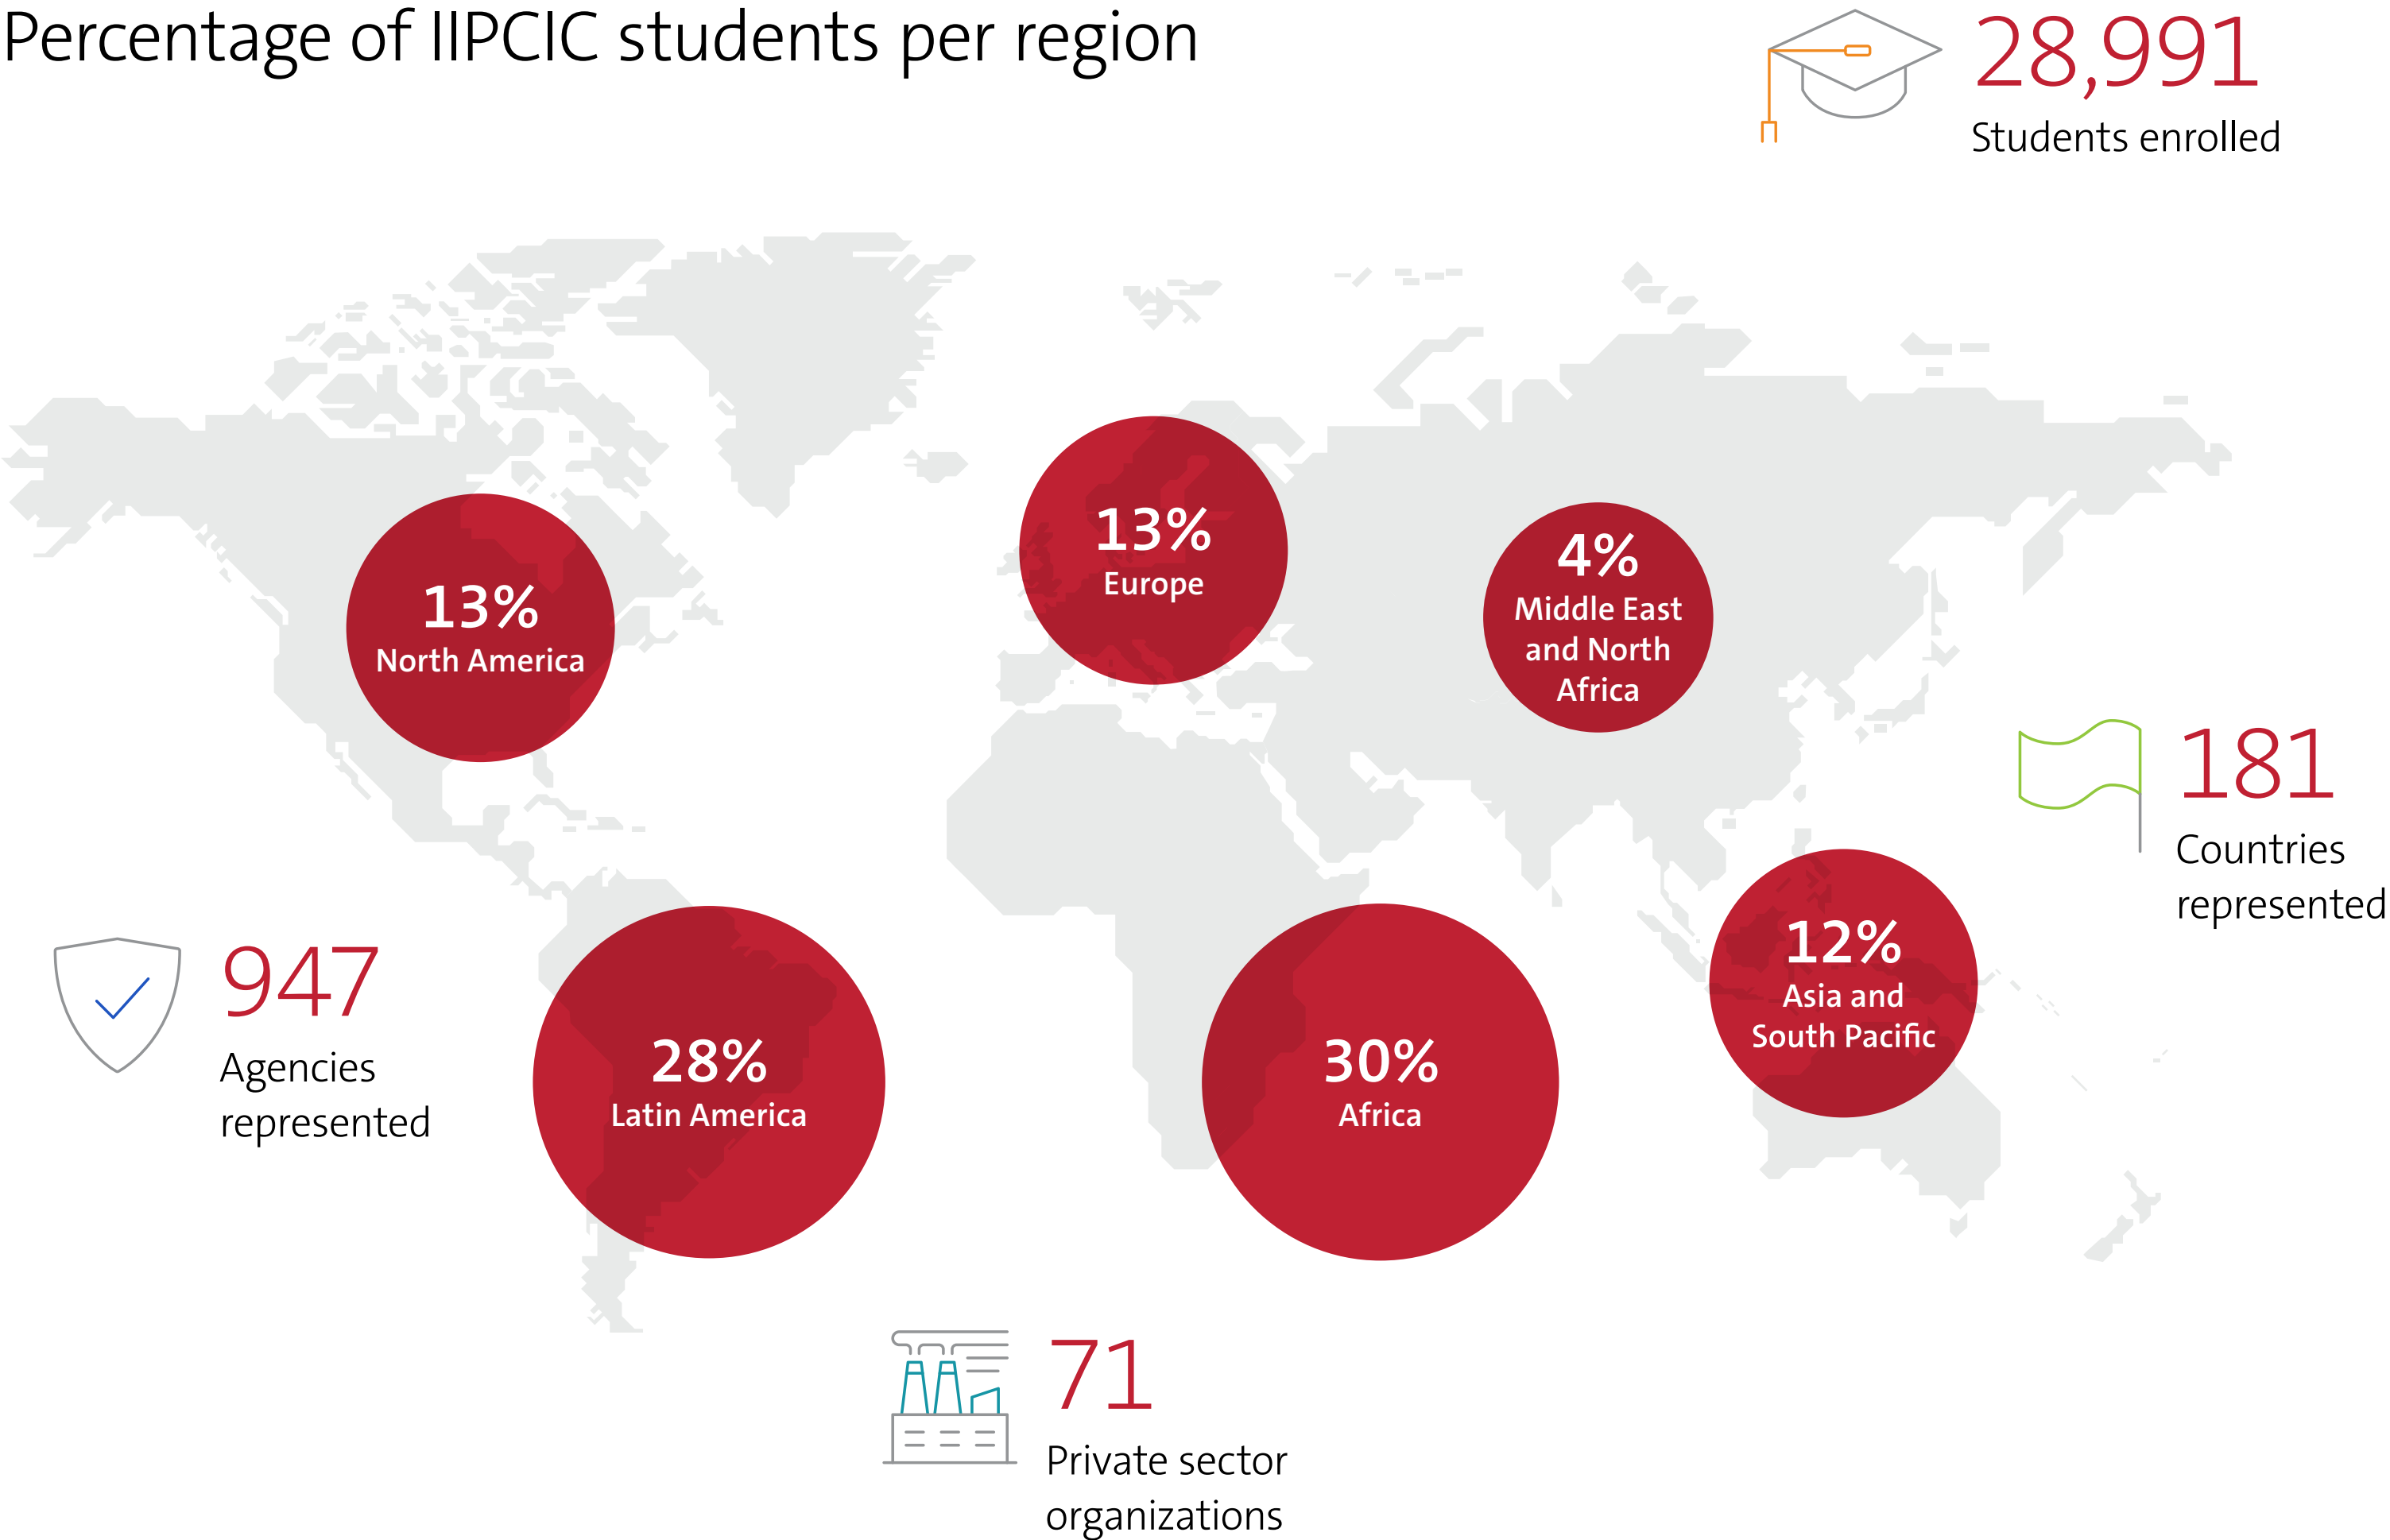 Percentage of IIPCIC students per region
28,991
Students enrolled
13%
North America
13%
Europe
4%
Middle East
and North
Africa
181
Countries
represented
947
Agencies
represented
28%
Latin America
30%
Africa
12%
Asia and
South Pacific
71
Private sector
organizations